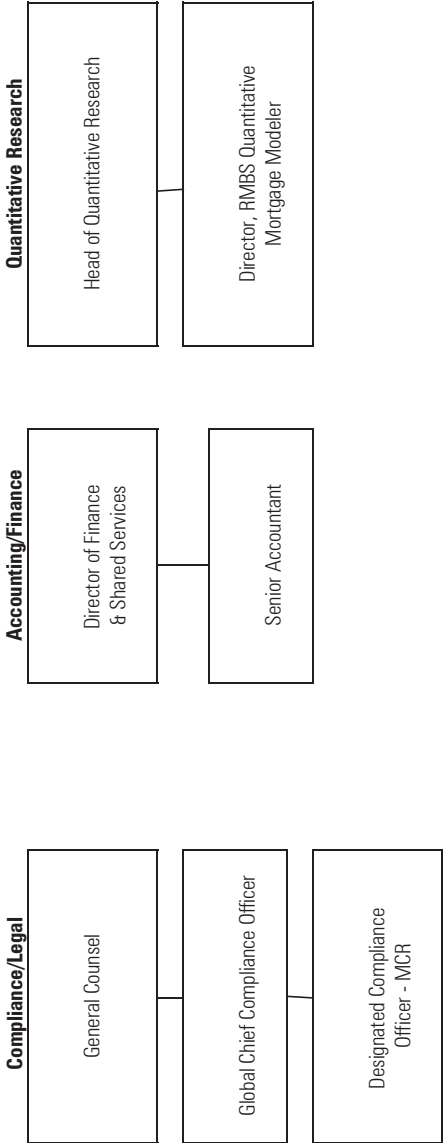 Compliance/Legal
General Counsel
Global Chief Compliance Officer
Designated Compliance
Officer - MCR
Accounting/Finance
Director of Finance
& Shared Services
Senior Accountant
Quantitative Research
Head of Quantitative Research
Director, RMBS Quantitative
Mortgage Modeler